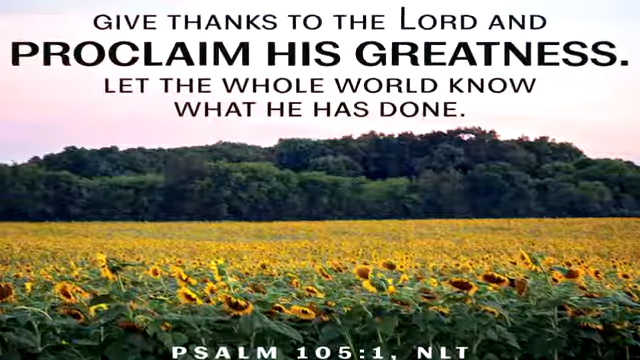 GIVE THANKS TO THE LORD AND
PROCLAIM HIS GREATNESS.
LET THE WHOLE WORLD KNOW
WHAT HE HAS DONE.
PSALM 105:1, NLT